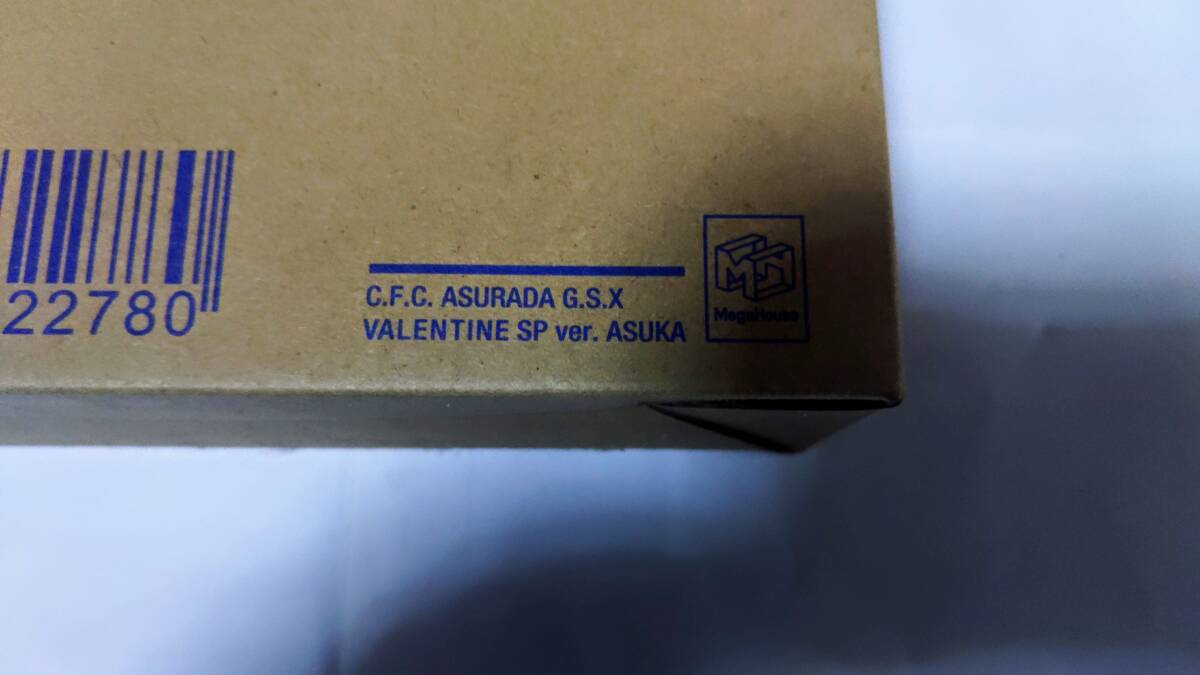 22780
C.F.C. ASURADA G.S.X
VALENTINE SP ver. ASUKA
MegaHouse